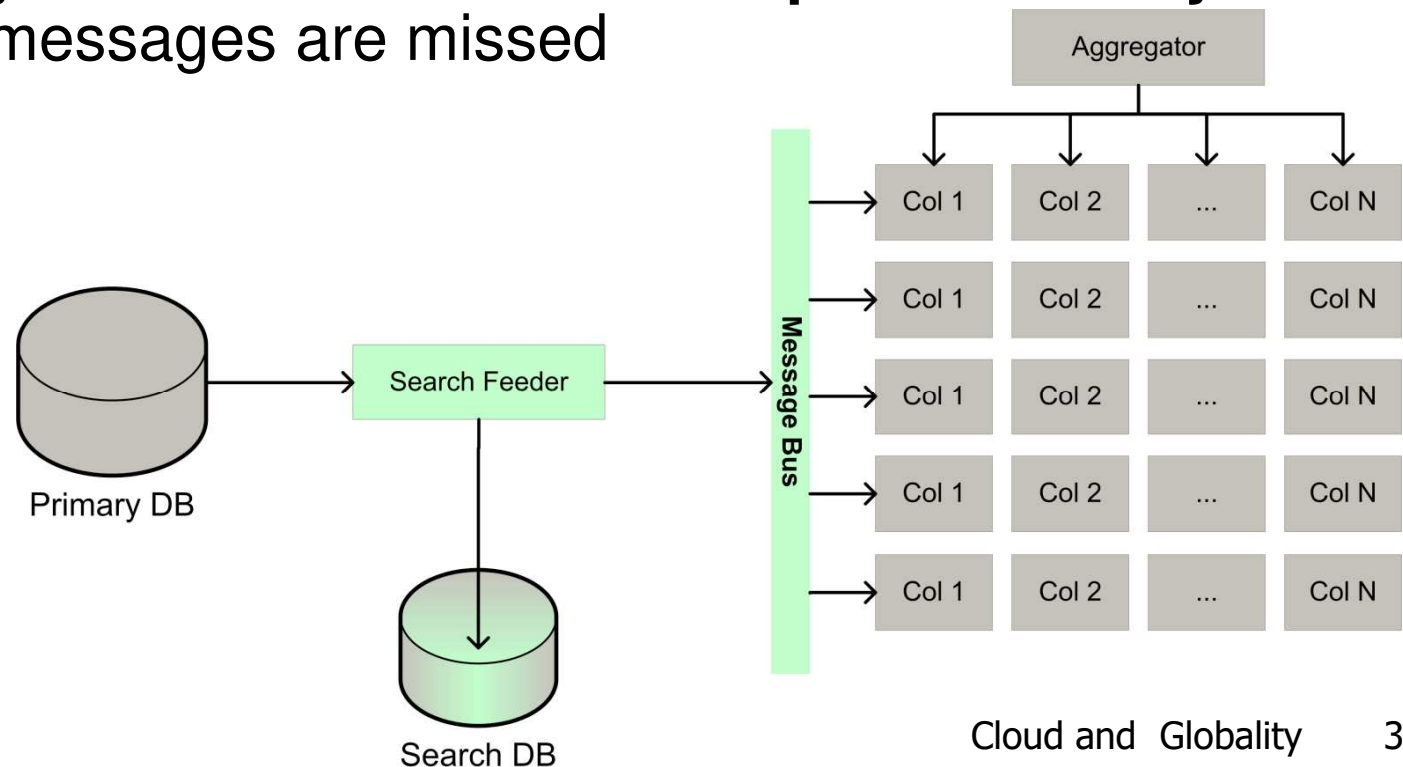 messages are missed
Aggregator
Col 1 Col 2 ... Col N
Col 1 Col 2 ... Col N
Col 1 Col 2 ... Col N
Col 1 Col 2 ... Col N
Col 1 Col 2 ... Col N
Message Bus
Search Feeder
Primary DB
Search DB
Cloud and Globality 3